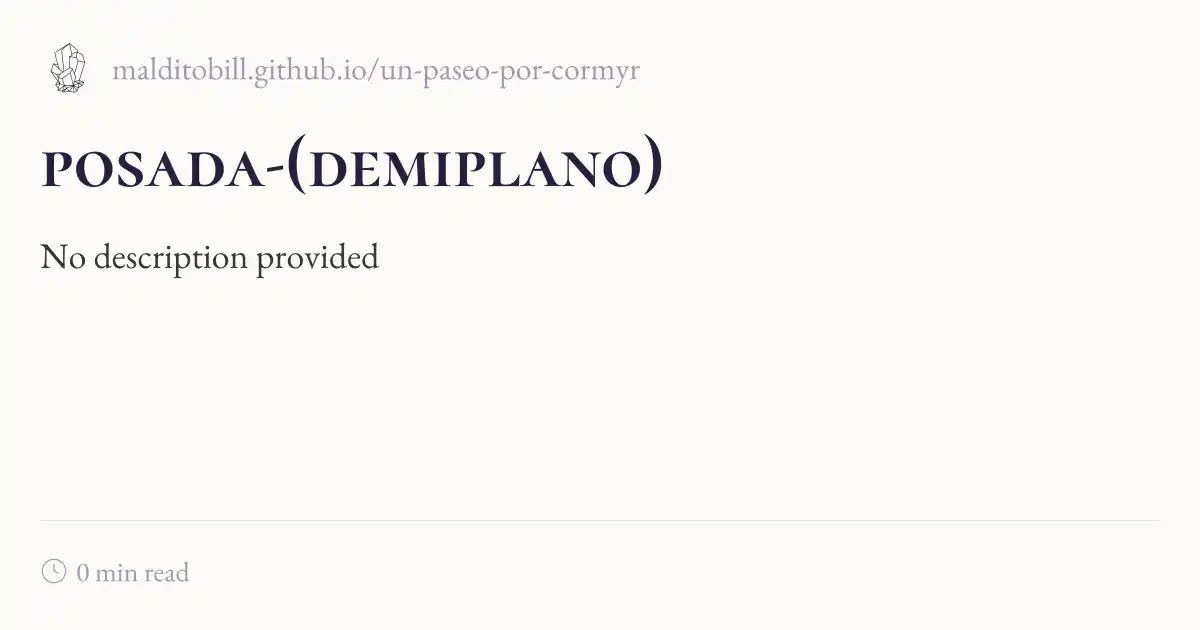 malditobill.github.io/un-paseo-por-cormyr
POSADA-(DEMIPLANO)
No description provided
0 min read